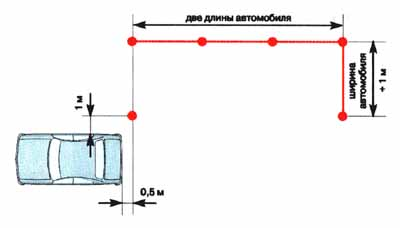 две длины автомобиля
ширина
автомобиля
+ 1 м
1 м
0,5 м